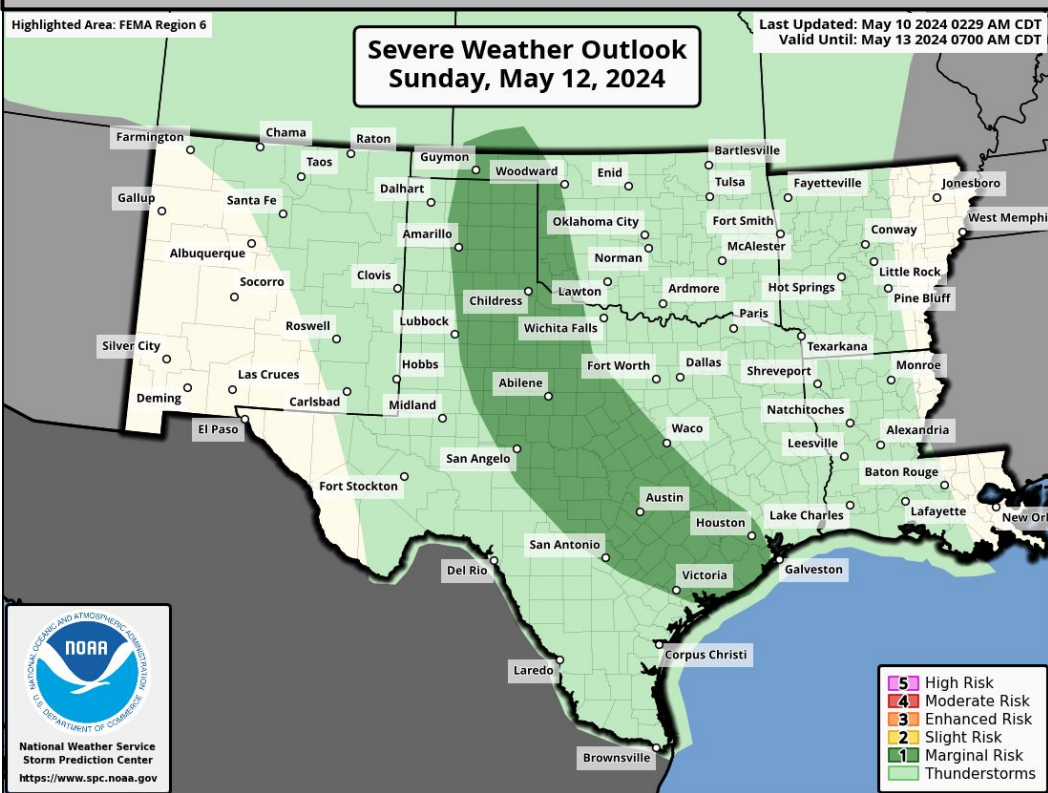 Highlighted Area: FEMA Region 6
Severe Weather Outlook
Sunday, May 12, 2024
Last Updated: May 10 2024 0229 AM CDT
Valid Until: May 13 2024 0700 AM CDT
Farmington
Chama
Raton
Taos
Guymon
Woodward
Enid
Bartlesville
Tulsa
Fayetteville
Jonesboro
Gallup
Santa Fe
Dalhart
Oklahoma City
Fort Smith
Conway
West Memphi
Albuquerque
Amarillo
Norman
McAlester
Little Rock
Socorro
Clovis
Childress
Lawton
Ardmore
Hot Springs
Pine Bluff
Roswell
Lubbock
Wichita Falls
Paris
Texarkana
Silver City
Las Cruces
Hobbs
Abilene
Fort Worth
Dallas
Shreveport
Monroe
Deming
Carlsbad
Midland
Natchitoches
El Paso
San Angelo
Waco
Leesville
Alexandria
Fort Stockton
Austin
Baton Rouge
Houston
Lake Charles
Lafayette
New Orl
San Antonio
Del Rio
Victoria
Galveston
Laredo
Corpus Christi
Brownsville
NATIONAL OCEANIC AND ATMOSPHERIC ADMINISTRATION
NOAA
U.S. DEPARTMENT OF COMMERCE
National Weather Service
Storm Prediction Center
https://www.spc.noaa.gov
5 High Risk
4 Moderate Risk
3 Enhanced Risk
2 Slight Risk
1 Marginal Risk
Thunderstorms